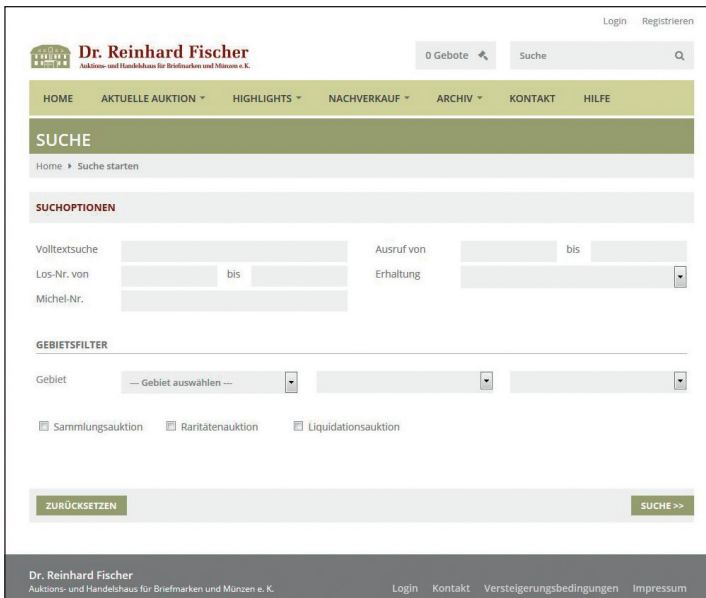 Login Registrieren
Dr. Reinhard Fischer
Auktions- und Handelshaus für Briefmarken und Münzen e. K.
0 Gebote Suche
HOME AKTUELLE AUKTION HIGHLIGHTS NACHVERKAUF ARCHIV KONTAKT HILFE
SUCHE
Home Suche starten
SUCHOPTIONEN
Volltextsuche Ausruf von bis
Los-Nr. von bis Erhaltung
Michel-Nr.
GEBIETSFILTER
Gebiet --- Gebiet auswählen ---
Sammlungsauktion Raritätenauktion Liquidationsauktion
ZURÜCKSETZEN SUCHE >>
Dr. Reinhard Fischer
Auktions- und Handelshaus für Briefmarken und Münzen e. K. Login Kontakt Versteigerungsbedingungen Impressum